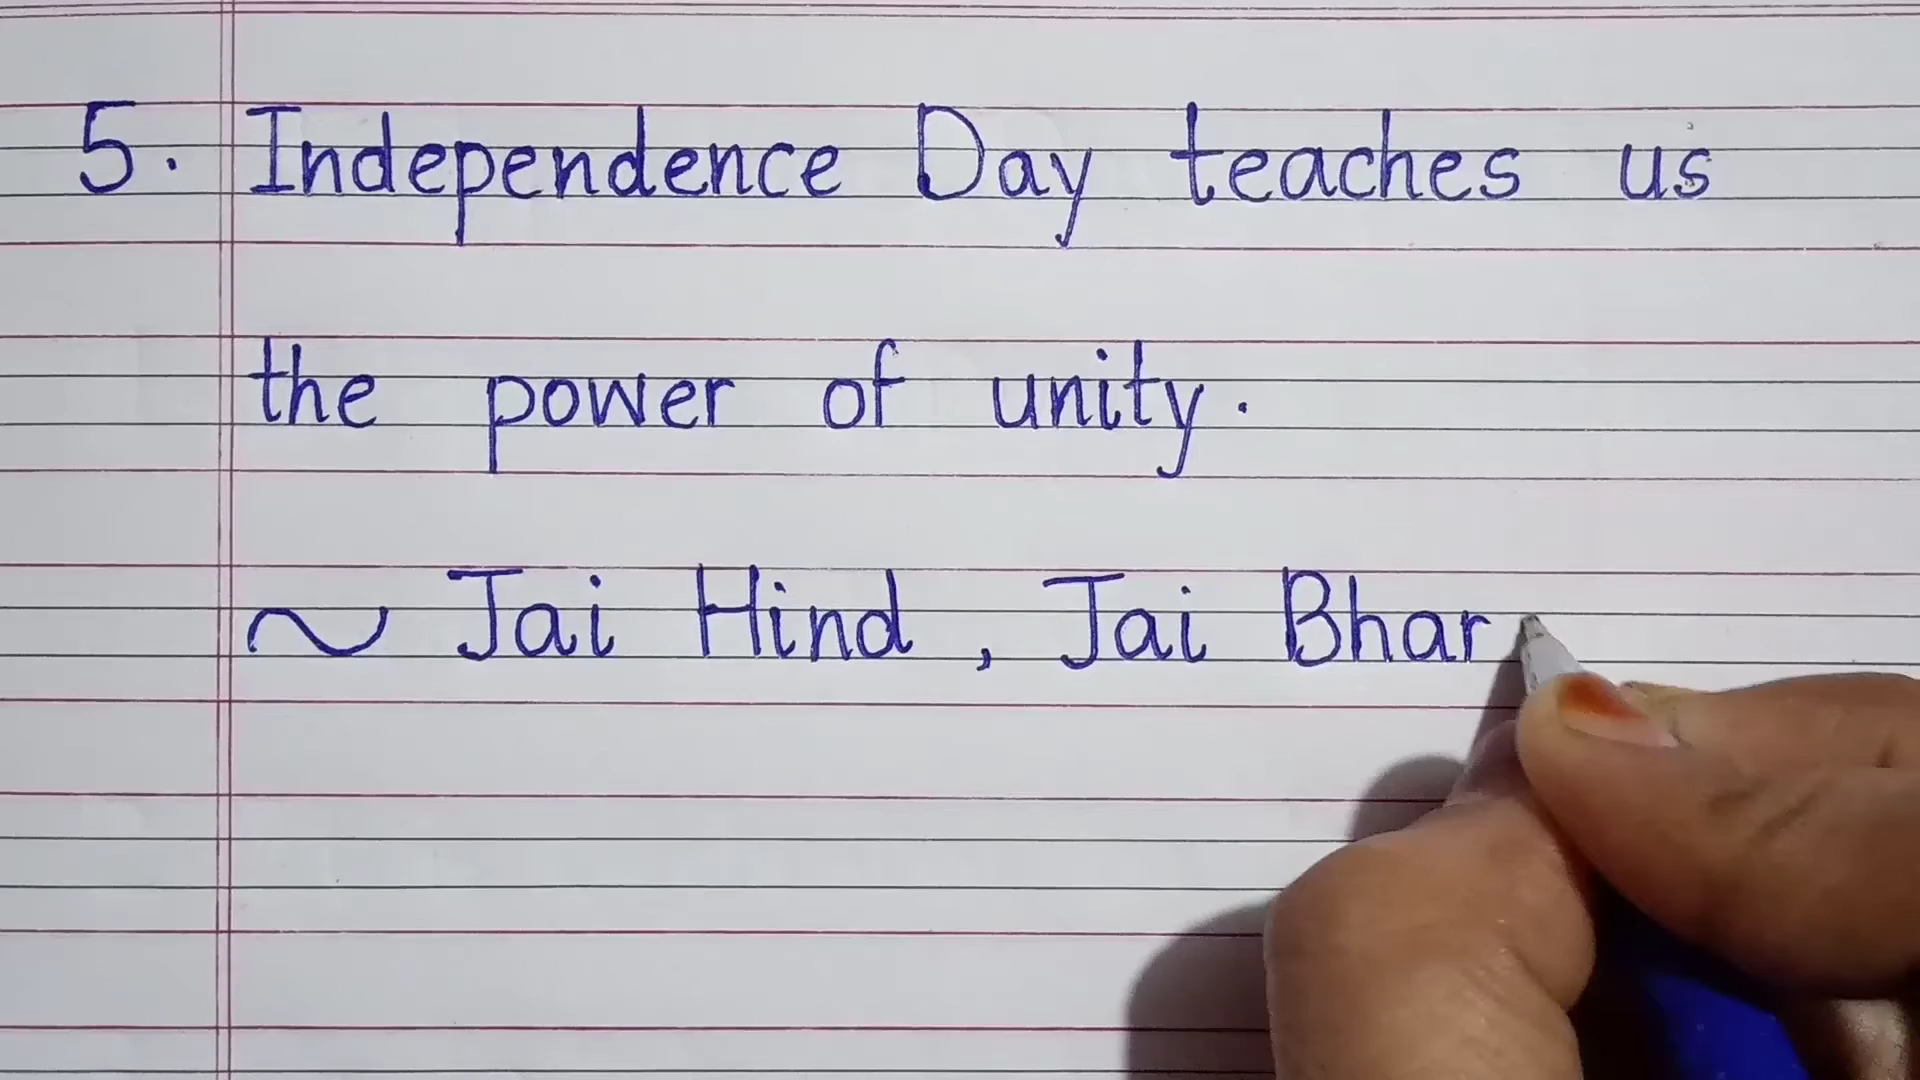 5. Independence Day teaches us
the power of unity.
~ Jai Hind, Jai Bhar